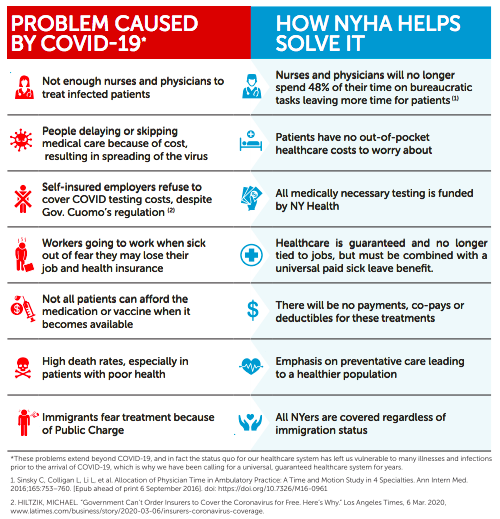 PROBLEM CAUSED
BY COVID-19*
HOW NYHA HELPS
SOLVE IT
Not enough nurses and physicians to
treat infected patients
Nurses and physicians will no longer
spend 48% of their time on bureaucratic
tasks leaving more time for patients (1)
People delaying or skipping
medical care because of cost,
resulting in spreading of the virus
Patients have no out-of-pocket
healthcare costs to worry about
Self-insured employers refuse to
cover COVID testing costs, despite
Gov. Cuomo's regulation (2)
All medically necessary testing is funded
by NY Health
Workers going to work when sick
out of fear they may lose their
job and health insurance
Healthcare is guaranteed and no longer
tied to jobs, but must be combined with a
universal paid sick leave benefit.
Not all patients can afford the
medication or vaccine when it
becomes available
$
There will be no payments, co-pays or
deductibles for these treatments
High death rates, especially in
patients with poor health
Emphasis on preventative care leading
to a healthier population
Immigrants fear treatment because
of Public Charge
All NYers are covered regardless of
immigration status
*These problems extend beyond COVID-19, and in fact the status quo for our healthcare system has left us vulnerable to many illnesses and infections
prior to the arrival of COVID-19, which is why we have been calling for a universal, guaranteed healthcare system for years.
1. Sinsky C, Colligan L, Li L, et al. Allocation of Physician Time in Ambulatory Practice: A Time and Motion Study in 4 Specialties. Ann Intern Med.
2016;165:753–760. [Epub ahead of print 6 September 2016]. doi: https://doi.org/10.7326/M16-0961
2. HILTZIK, MICHAEL. "Government Can't Order Insurers to Cover the Coronavirus for Free. Here's Why." Los Angeles Times, 6 Mar. 2020,
www.latimes.com/business/story/2020-03-06/insurers-coronavirus-coverage.